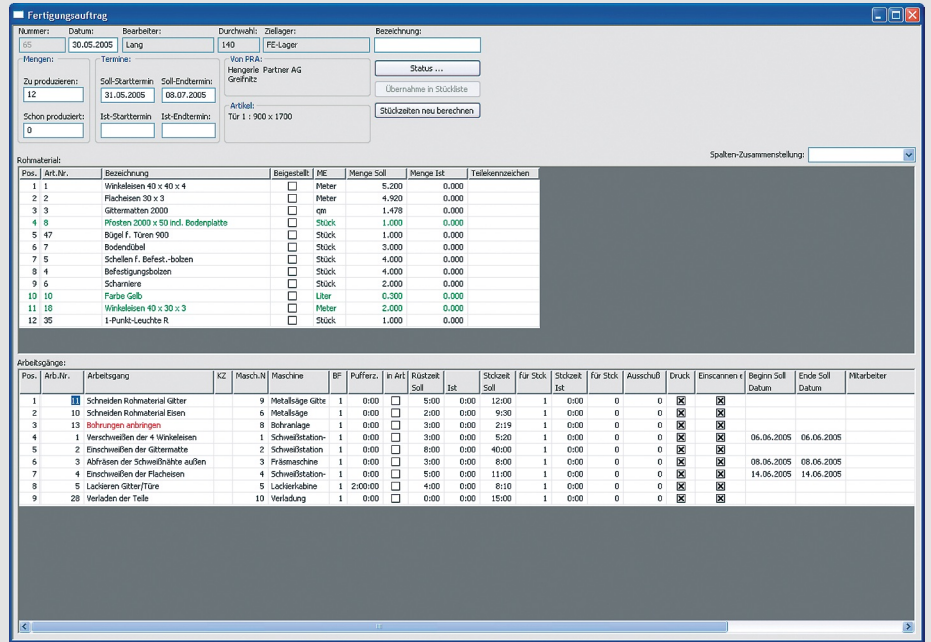 Fertigungsauftrag
Nummer: Datum: Bearbeiter: Durchwahl: Ziellager: Bezeichnung:
65 30.05.2005 Lang 140 FE-Lager
Mengen: Termine: Von PRA:
Hengerle Partner AG Status ...
Greifnitz
Zu produzieren: Soll-Starttermin Soll-Endtermin: Übernahme in Stückliste
12 31.05.2005 08.07.2005
Artikel: Stückzeiten neu berechnen
Schon produziert: Ist-Starttermin Ist-Endtermin: Tür 1 : 900 x 1700
0
Spalten-Zusammenstellung:
Rohmaterial:
Pos. Art.Nr. Bezeichnung Beigestellt ME Menge Soll Menge Ist Teilekennzeichen
1 1 Winkeleisen 40 x 40 x 4 Meter 5.200 0.000
2 2 Flacheisen 30 x 3 Meter 4.920 0.000
3 3 Gittermatten 2000 qm 1.478 0.000
4 8 Pfosten 2000 x 50 incl. Bodenplatte Stück 1.000 0.000
5 47 Bügel f. Türen 900 Stück 1.000 0.000
6 7 Bodendübel Stück 3.000 0.000
7 5 Schellen f. Befest.-bolzen Stück 4.000 0.000
8 4 Befestigungsbolzen Stück 4.000 0.000
9 6 Scharniere Stück 2.000 0.000
10 10 Farbe Gelb Liter 0.300 0.000
11 18 Winkeleisen 40 x 30 x 3 Meter 2.000 0.000
12 35 1-Punkt-Leuchte R Stück 1.000 0.000
Arbeitsgänge:
Pos. Arb.Nr. Arbeitsgang KZ Masch.N Maschine BF Pufferz. in Art Rüstzeit Stckzeit für Stck Stckzeit für Stck Ausschuß Druck Einscannen Beginn Soll Ende Soll Mitarbeiter
Soll Ist Soll Ist Datum Datum
1 11 Schneiden Rohmaterial Gitter 9 Metallsäge Gitte 1 0:00 5:00 0:00 12:00 1 0:00 0 0
2 10 Schneiden Rohmaterial Eisen 6 Metallsäge 1 0:00 2:00 0:00 9:30 1 0:00 0 0
3 13 Bohrungen anbringen 8 Bohranlage 1 0:00 3:00 0:00 2:19 1 0:00 0 0
4 1 Verschweißen der 4 Winkeleisen 1 Schweißstation- 1 0:00 3:00 0:00 5:20 1 0:00 0 0 06.06.2005 06.06.2005
5 2 Einschweißen der Gittermatte 2 Schweißstation 1 0:00 8:00 0:00 40:00 1 0:00 0 0
6 3 Abfräsen der Schweißnähte außen 3 Fräsmaschine 1 0:00 3:00 0:00 8:00 1 0:00 0 0 08.06.2005 08.06.2005
7 4 Einschweißen der Flacheisen 4 Schweißstation- 1 0:00 5:00 0:00 11:00 1 0:00 0 0 14.06.2005 14.06.2005
8 5 Lackieren Gitter/Türe 5 Lackierkabine 1 2:00:00 4:00 0:00 8:10 1 0:00 0 0
9 28 Verladen der Teile 10 Verladung 1 0:00 0:00 0:00 15:00 1 0:00 0 0